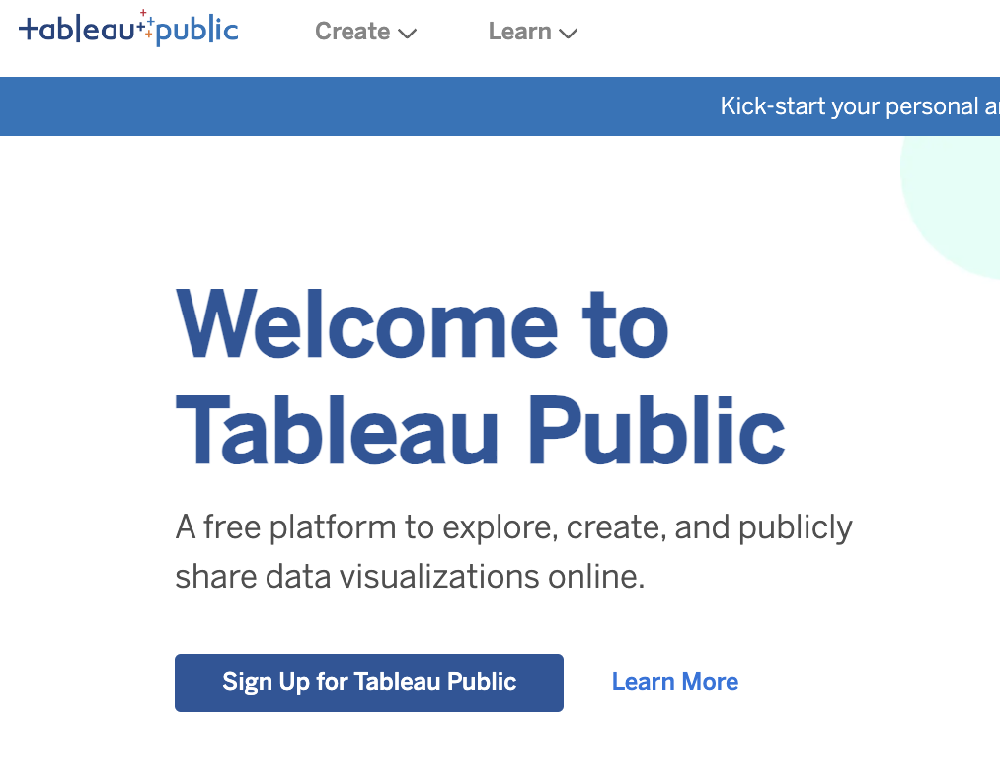 tableau public
Create
Learn
Kick-start your personal
Welcome to
Tableau Public
A free platform to explore, create, and publicly
share data visualizations online.
Sign Up for Tableau Public
Learn More